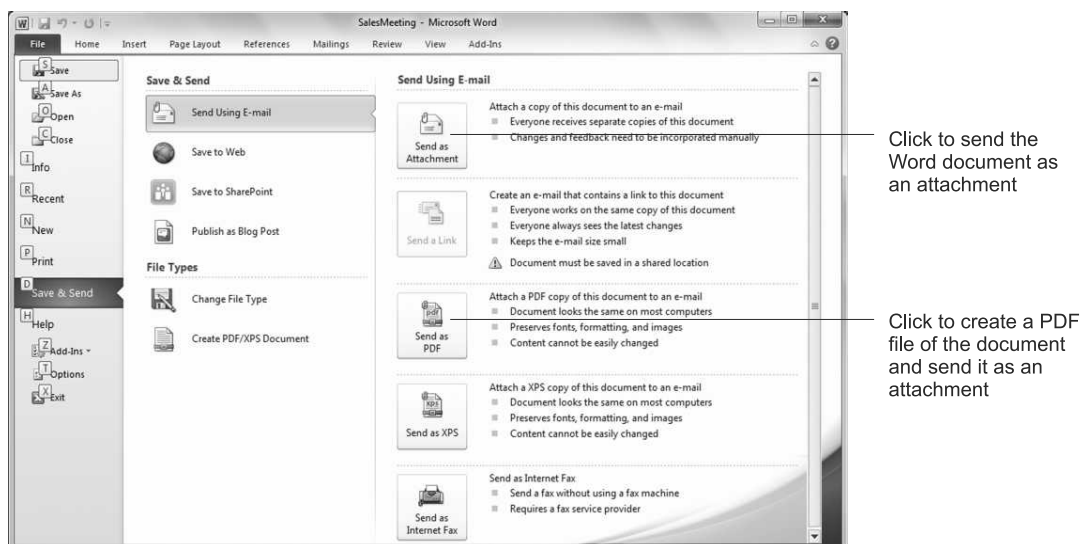 SalesMeeting - Microsoft Word
File Home Insert Page Layout References Mailings Review View Add-Ins
S Save
A Save As
O Open
C Close
I Info
R Recent
N New
P Print
D Save & Send
H Help
Z Add-Ins
T Options
X Exit
Save & Send
Send Using E-mail
Save to Web
Save to SharePoint
Publish as Blog Post
File Types
Change File Type
Create PDF/XPS Document
Send Using E-mail
Send as
Attachment
Attach a copy of this document to an e-mail
Everyone receives separate copies of this document
Changes and feedback need to be incorporated manually
Send a Link
Create an e-mail that contains a link to this document
Everyone works on the same copy of this document
Everyone always sees the latest changes
Keeps the e-mail size small
Document must be saved in a shared location
pdf
Send as
PDF
Attach a PDF copy of this document to an e-mail
Document looks the same on most computers
Preserves fonts, formatting, and images
Content cannot be easily changed
xps
Send as XPS
Attach a XPS copy of this document to an e-mail
Document looks the same on most computers
Preserves fonts, formatting, and images
Content cannot be easily changed
Send as
Internet Fax
Send as Internet Fax
Send a fax without using a fax machine
Requires a fax service provider
Click to send the
Word document as
an attachment
Click to create a PDF
file of the document
and send it as an
attachment